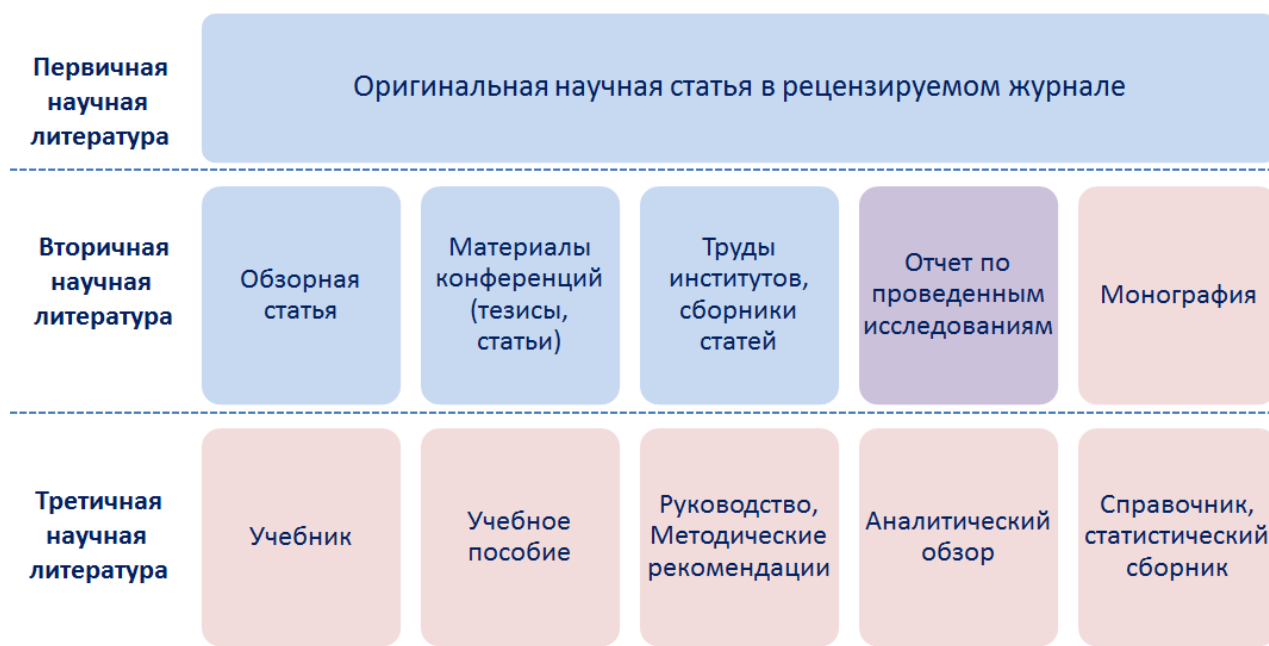 Первичная
научная
литература
Оригинальная научная статья в рецензируемом журнале
Вторичная
научная
литература
Обзорная
статья
Материалы
конференций
(тезисы,
статьи)
Труды
институтов,
сборники
статей
Отчет по
проведенным
исследованиям
Монография
Третичная
научная
литература
Учебник
Учебное
пособие
Руководство,
Методические
рекомендации
Аналитический
обзор
Справочник,
статистический
сборник